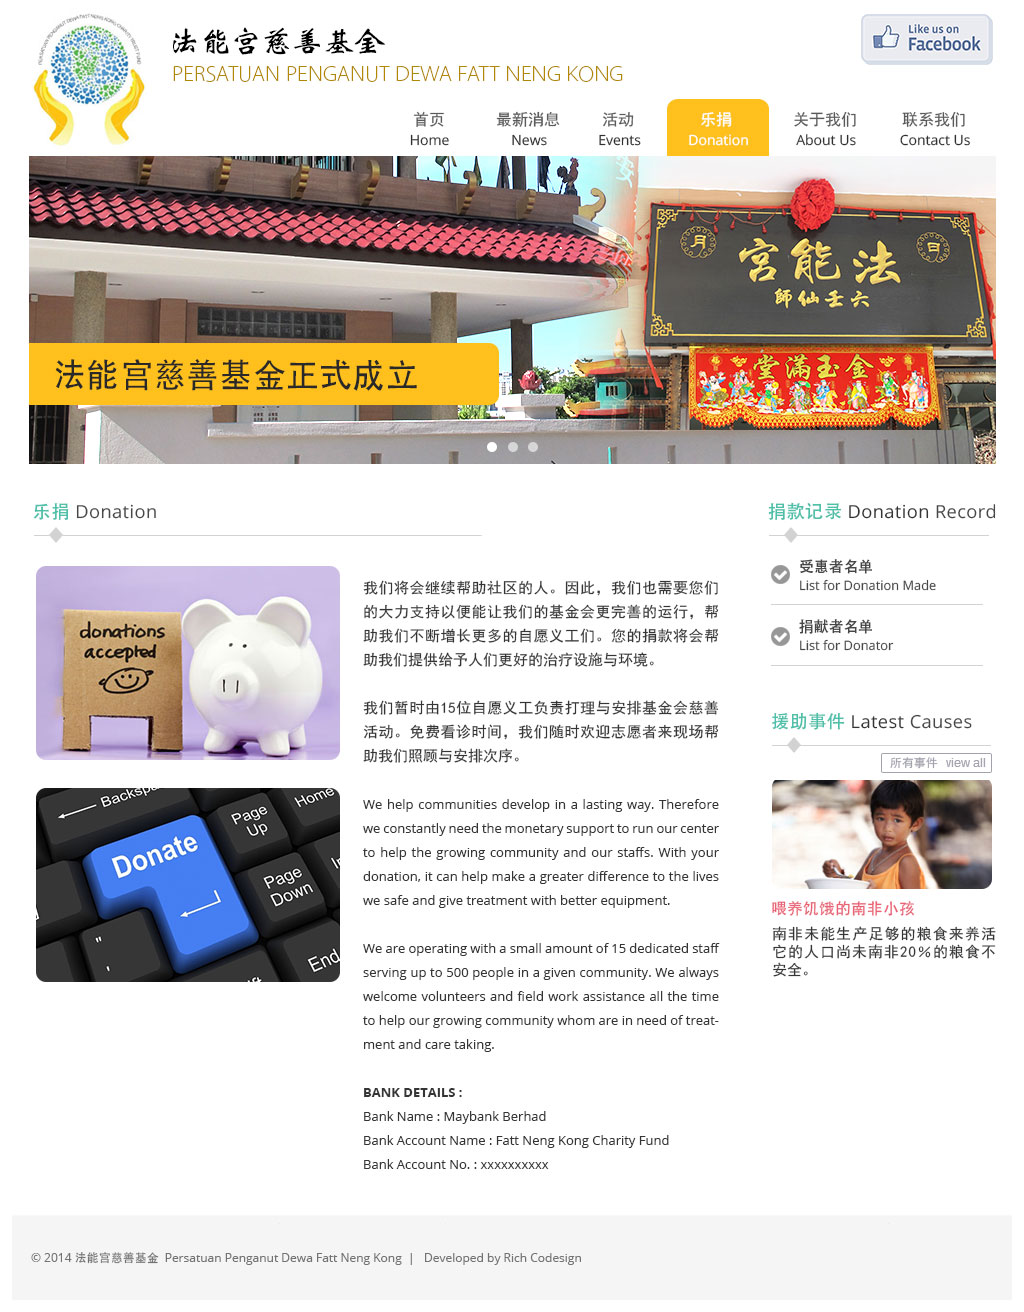 法能宫慈善基金
PERSATUAN PENGANUT DEWA FATT NENG KONG
Like us on
Facebook
首页 最新消息 活动 乐捐 关于我们 联系我们
Home News Events Donation About Us Contact Us
安
月 宮能法 日
師仙壬六
堂滿玉金
法能宫慈善基金正式成立
乐捐 Donation
donations
accepted
Backspa
Home
Page
Up
Donate
Page
Down
End
我们将会继续帮助社区的人。因此，我们也需要您们
的大力支持以便能让我们的基金会更完善的运行，帮
助我们不断增长更多的自愿义工们。您的捐款将会帮
助我们提供给予人们更好的治疗设施与环境。
我们暂时由15位自愿义工负责打理与安排基金会慈善
活动。免费看诊时间，我们随时欢迎志愿者来现场帮
助我们照顾与安排次序。
We help communities develop in a lasting way. Therefore
we constantly need the monetary support to run our center
to help the growing community and our staffs. With your
donation, it can help make a greater difference to the lives
we safe and give treatment with better equipment.
We are operating with a small amount of 15 dedicated staff
serving up to 500 people in a given community. We always
welcome volunteers and field work assistance all the time
to help our growing community whom are in need of treat-
ment and care taking.
BANK DETAILS :
Bank Name : Maybank Berhad
Bank Account Name : Fatt Neng Kong Charity Fund
Bank Account No. : xxxxxxxxxx
捐款记录 Donation Record
受惠者名单
List for Donation Made
捐献者名单
List for Donator
援助事件 Latest Causes
所有事件 view all
喂养饥饿的南非小孩
南非未能生产足够的粮食来养活
它的人口尚未南非20%的粮食不
安全。
© 2014 法能宫慈善基金 Persatuan Penganut Dewa Fatt Neng Kong | Developed by Rich Codesign